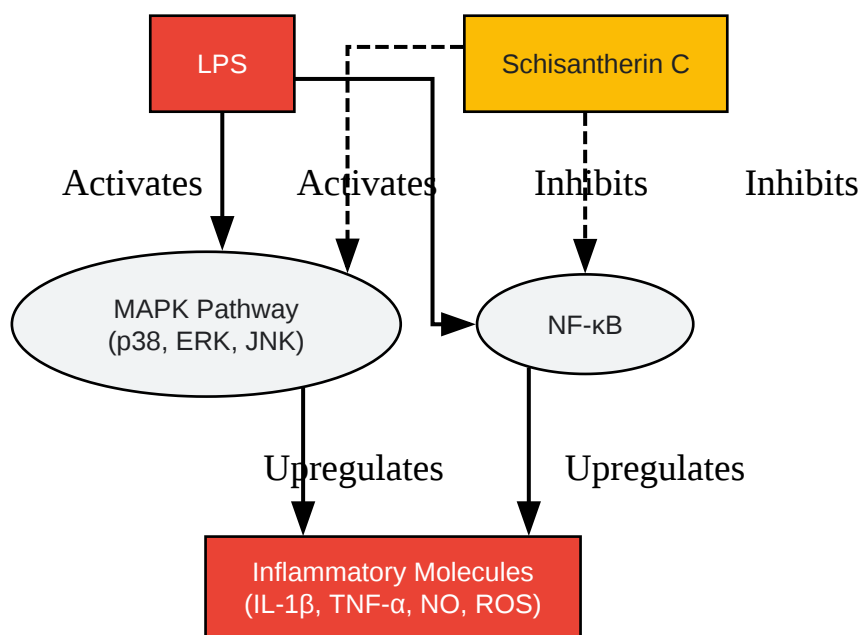 LPS
Schisantherin C
Activates
Activates
Inhibits
Inhibits
MAPK Pathway
(p38, ERK, JNK)
NF-κB
Upregulates
Upregulates
Inflammatory Molecules
(IL-1β, TNF-α, NO, ROS)